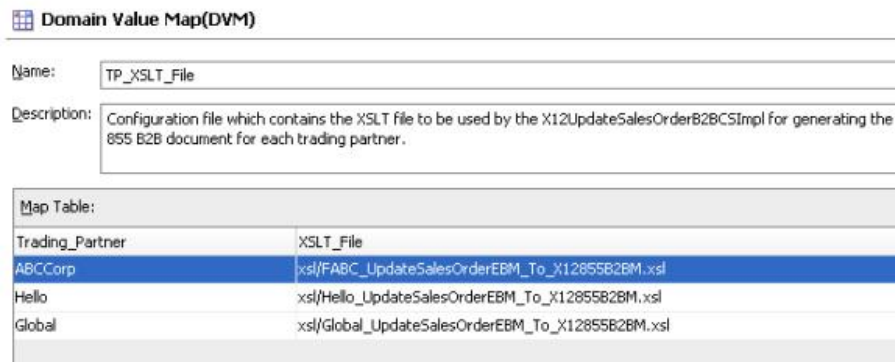 Domain Value Map(DVM)
Name: TP_XSLT_File
Description: Configuration file which contains the XSLT file to be used by the X12UpdateSalesOrderB2BCSImpl for generating the
855 B2B document for each trading partner.
Map Table:
Trading_Partner XSLT_File
ABCCorp xsl/FABC_UpdateSalesOrderEBM_To_X12855B2BM.xsl
Hello xsl/Hello_UpdateSalesOrderEBM_To_X12855B2BM.xsl
Global xsl/Global_UpdateSalesOrderEBM_To_X12855B2BM.xsl